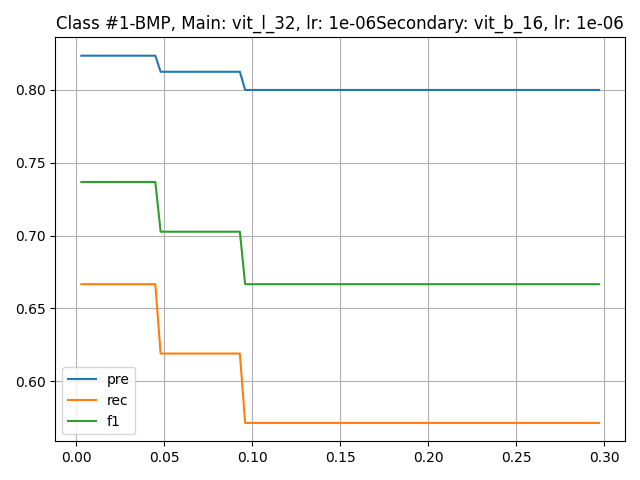 Class #1-BMP, Main: vit_l_32, lr: 1e-06Secondary: vit_b_16, lr: 1e-06
0.80
0.75
0.70
0.65
0.60
pre
rec
f1
0.00 0.05 0.10 0.15 0.20 0.25 0.30